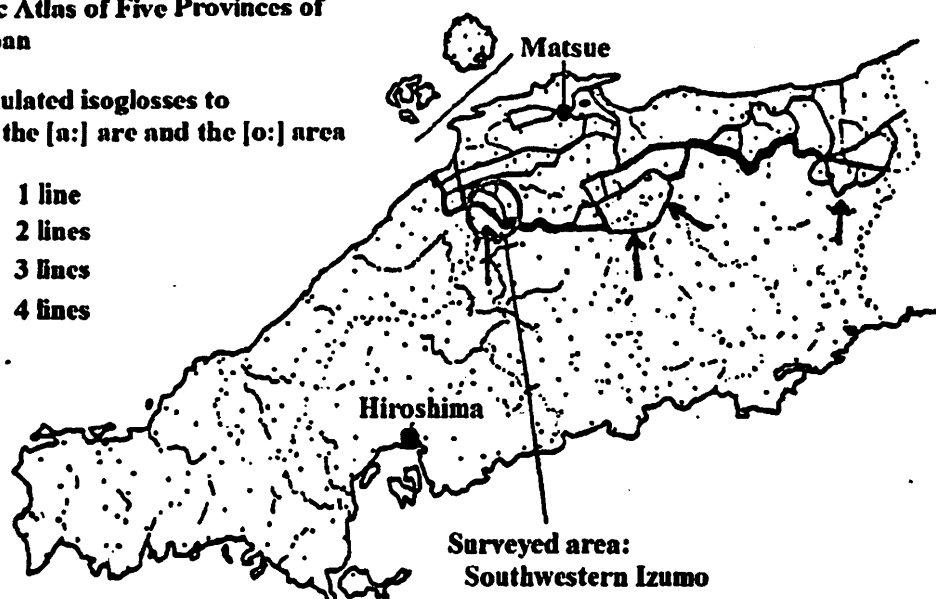 c Atlas of Five Provinces of
oan
ulated isoglosses to
the [a:] are and the [o:] area
1 line
2 lines
3 lines
4 lines
Matsue
Hiroshima
Surveyed area:
Southwestern Izumo